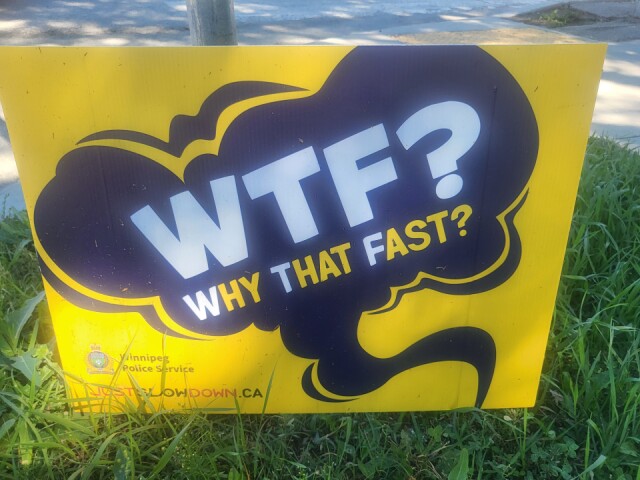 WTF?
WHY THAT FAST?
Winnipeg
Police Service
JUSTSLOWDOWN.CA